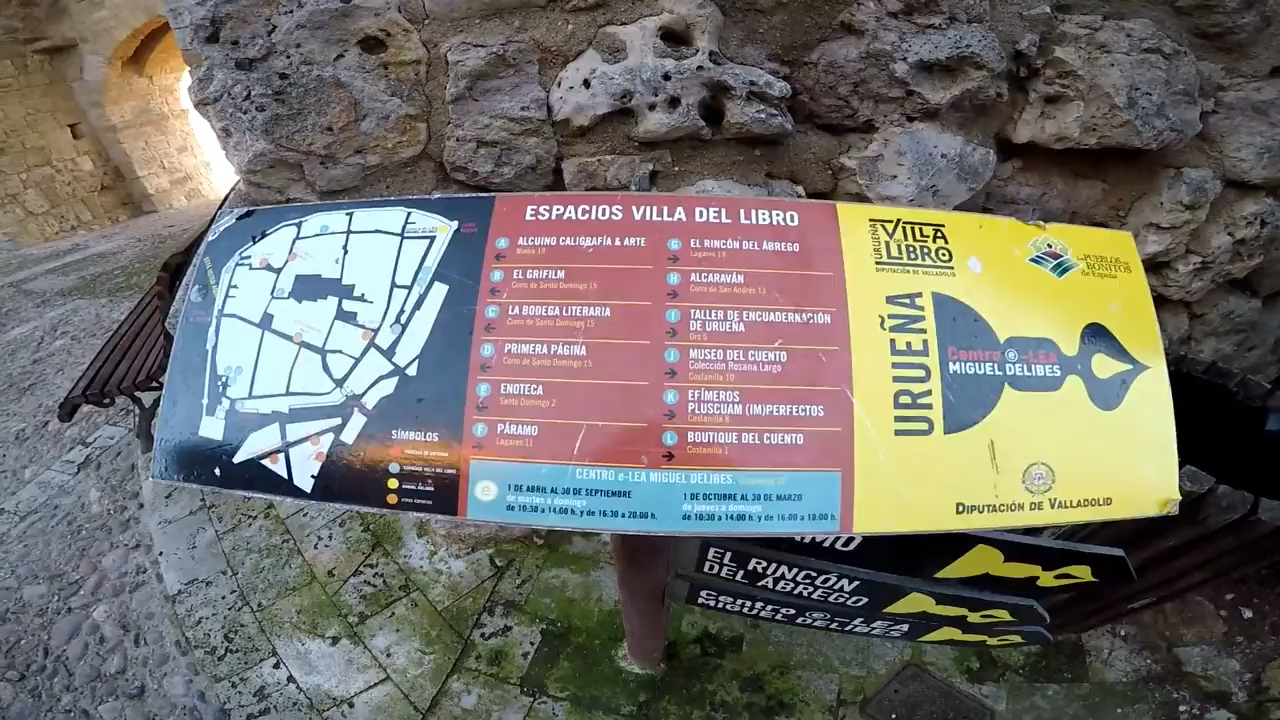 ESPACIOS VILLA DEL LIBRO
A ALCUINO CALIGRAFÍA & ARTE
Nueva 19
B EL GRIFILM
Corro de Santo Domingo 15
C LA BODEGA LITERARIA
Corro de Santo Domingo 15
D PRIMERA PÁGINA
Corro de Santo Domingo 15
E ENOTECA
Santo Domingo 2
F PÁRAMO
Lagares 11
G EL RINCÓN DEL ÁBREGO
Lagares 13
H ALCARAVÁN
Corro de San Andrés 13
I TALLER DE ENCUADERNACIÓN
DE URUEÑA
Oro 5
J MUSEO DEL CUENTO
Colección Rosana Largo
Costanilla 10
K EFÍMEROS
PLUSCUAM (IM)PERFECTOS
Costanilla 8
L BOUTIQUE DEL CUENTO
Costanilla 1
SÍMBOLOS
CENTRO e-LEA MIGUEL DELIBES.
e
1 DE ABRIL AL 30 DE SEPTIEMBRE
de martes a domingo
de 10:30 a 14:00 h. y de 16:30 a 20:00 h.
1 DE OCTUBRE AL 30 DE MARZO
de jueves a domingo
de 10:30 a 14:00 h. y de 16:00 a 18:00 h.
URUEÑA
VILLA
DEL
LIBRO
DIPUTACIÓN DE VALLADOLID
Los PUEBLOS más
BONITOS
de España
URUEÑA
Centro e-LEA
MIGUEL DELIBES
DIPUTACIÓN DE VALLADOLID
EL RINCÓN
DEL ÁBREGO
Centro e-LEA
MIGUEL DELIBES